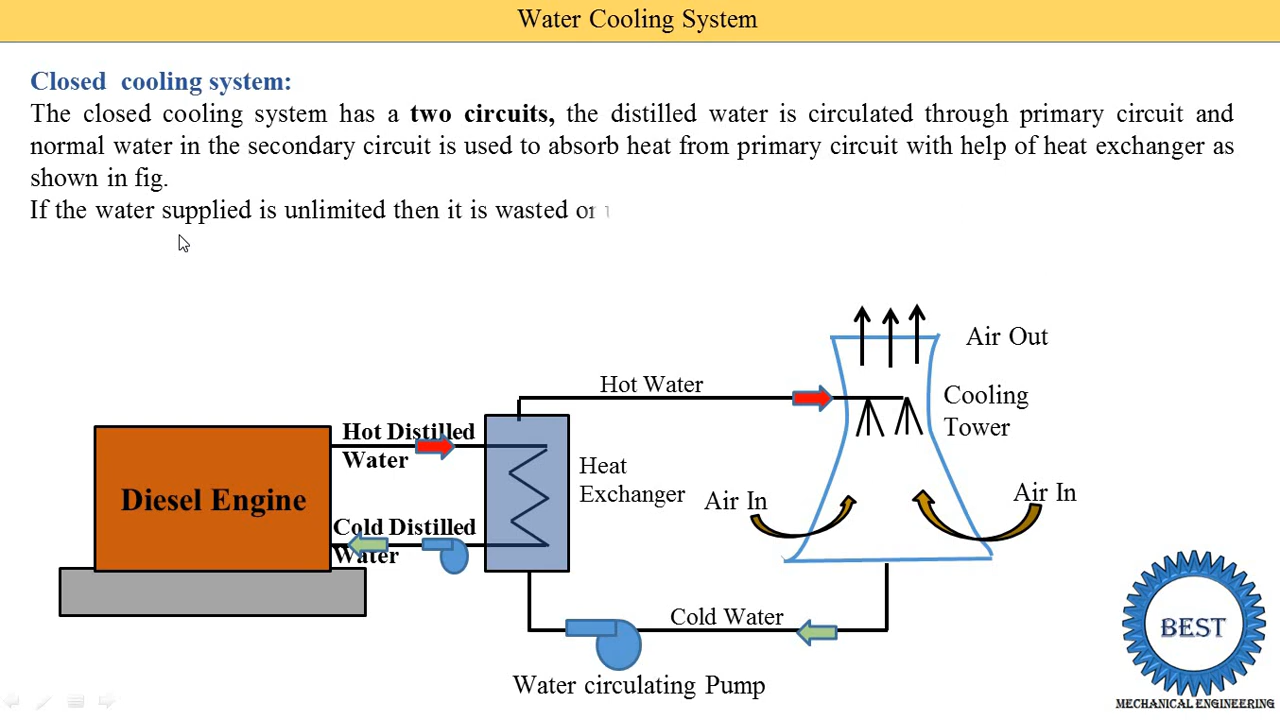 Water Cooling System
Closed cooling system:
The closed cooling system has a two circuits, the distilled water is circulated through primary circuit and
normal water in the secondary circuit is used to absorb heat from primary circuit with help of heat exchanger as
shown in fig.
If the water supplied is unlimited then it is wasted or
Air Out
Hot Water
Cooling
Tower
Hot Distilled
Water
Heat
Exchanger
Air In
Air In
Diesel Engine
Cold Distilled
Water
Cold Water
Water circulating Pump
BEST
MECHANICAL ENGINEERING